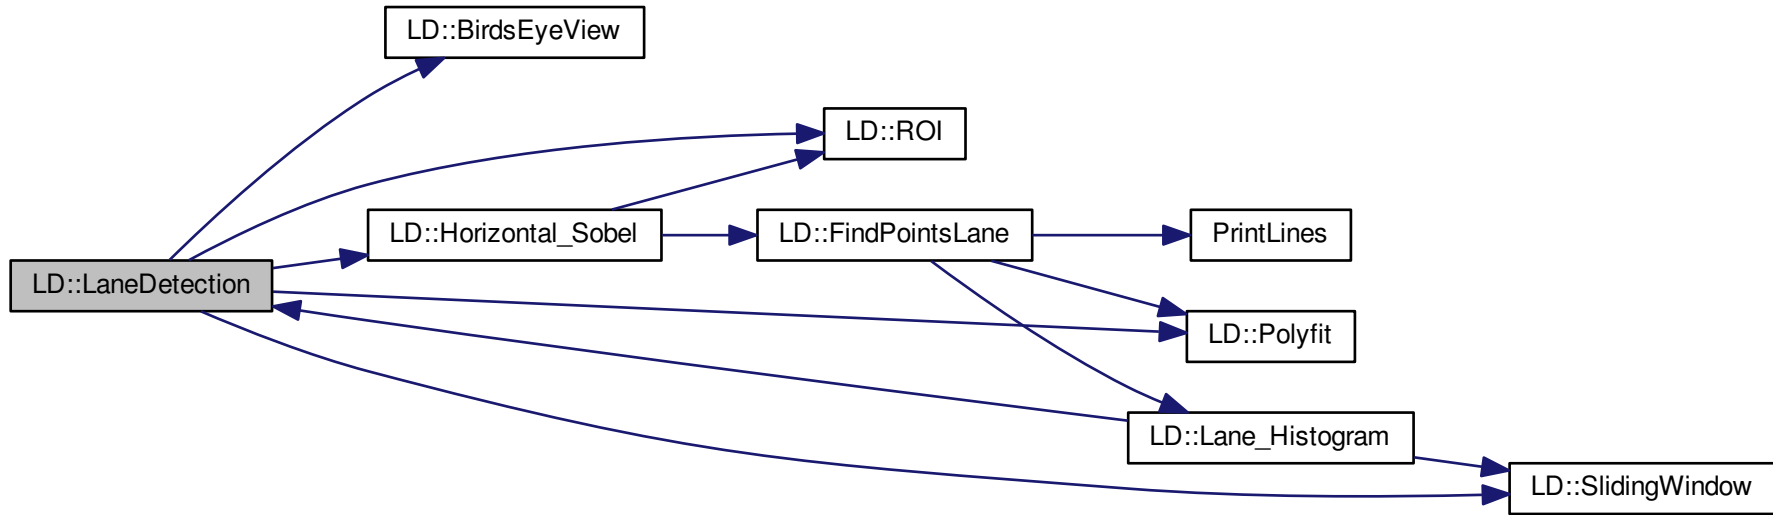 LD::BirdsEyeView
LD::ROI
LD::Horizontal_Sobel
LD::FindPointsLane
PrintLines
LD::LaneDetection
LD::Polyfit
LD::Lane_Histogram
LD::SlidingWindow